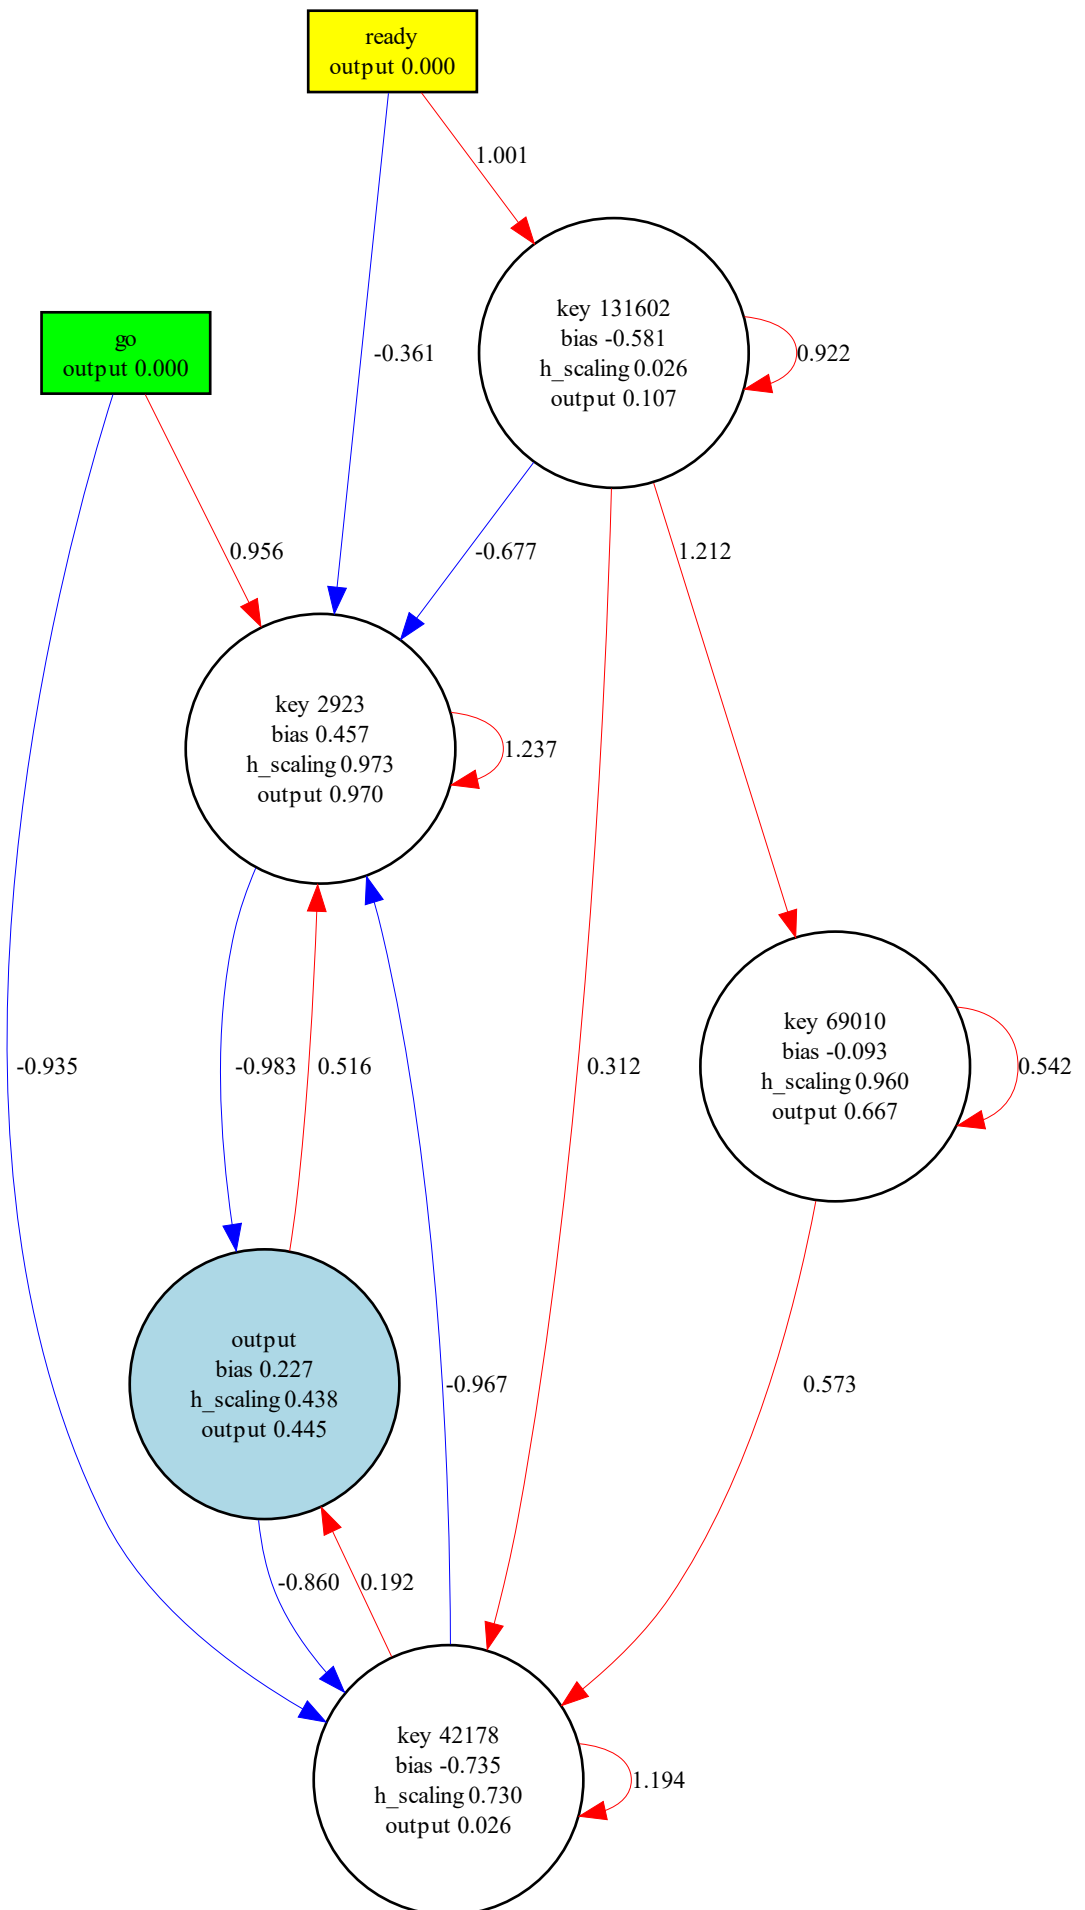 ready
output 0.000
1.001
go
output 0.000
-0.361
key 131602
bias -0.581
h_scaling 0.026
output 0.107
0.922
0.956
-0.677
1.212
key 2923
bias 0.457
h_scaling 0.973
output 0.970
1.237
-0.935
-0.983
0.516
0.312
key 69010
bias -0.093
h_scaling 0.960
output 0.667
0.542
output
bias 0.227
h_scaling 0.438
output 0.445
-0.967
0.573
-0.860
0.192
key 42178
bias -0.735
h_scaling 0.730
output 0.026
1.194